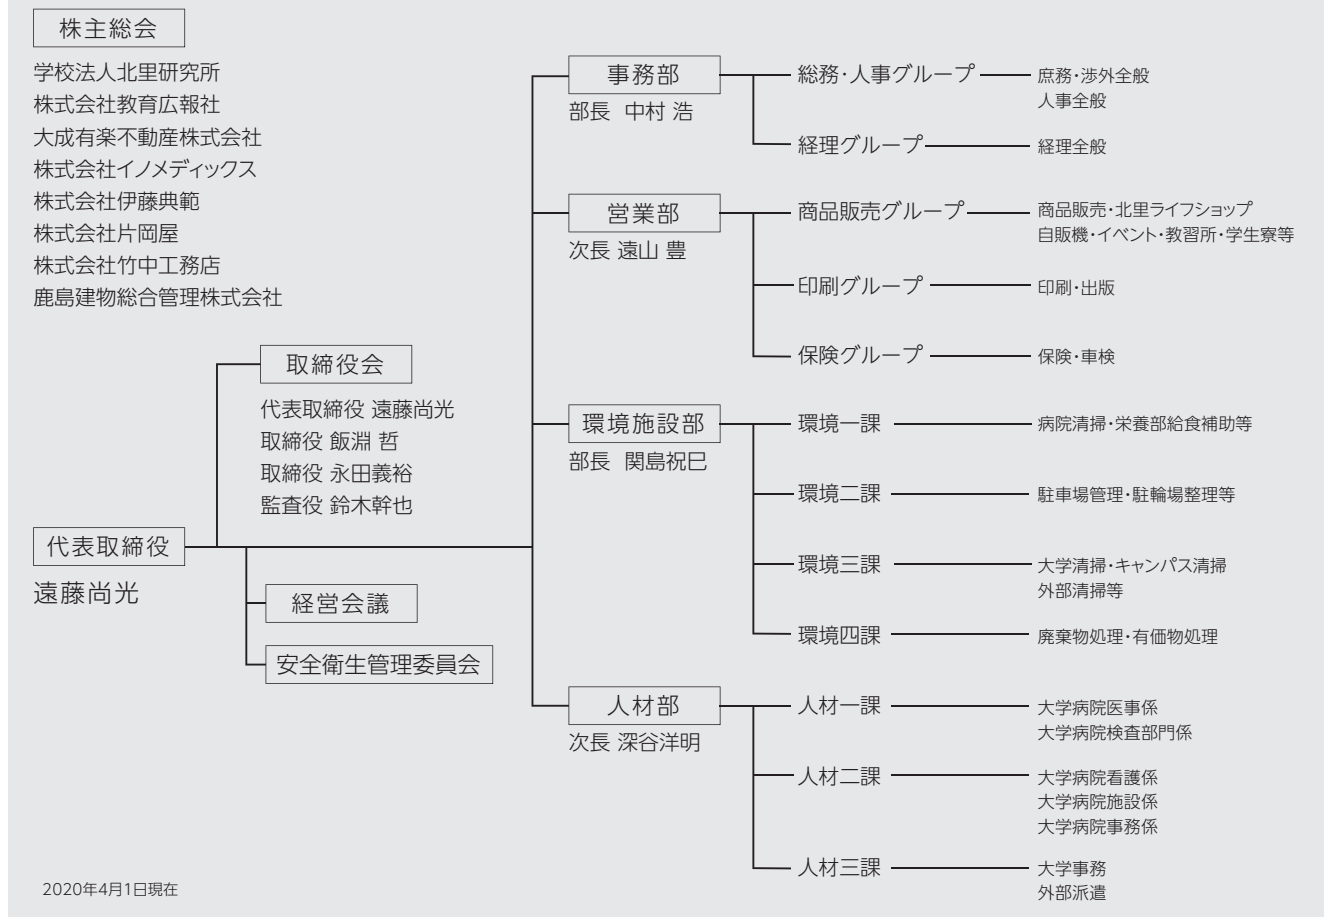 株主総会
学校法人北里研究所
株式会社教育広報社
大成有楽不動産株式会社
株式会社イノメディックス
株式会社伊藤典範
株式会社片岡屋
株式会社竹中工務店
鹿島建物総合管理株式会社
取締役会
代表取締役 遠藤尚光
取締役 飯淵 哲
取締役 永田義裕
監査役 鈴木幹也
代表取締役
遠藤尚光
経営会議
安全衛生管理委員会
事務部
部長 中村 浩
総務・人事グループ
庶務・渉外全般
人事全般
経理グループ
経理全般
営業部
次長 遠山 豊
商品販売グループ
商品販売・北里ライフショップ
自販機・イベント・教習所・学生寮等
印刷グループ
印刷・出版
保険グループ
保険・車検
環境施設部
部長 関島祝巳
環境一課
病院清掃・栄養部給食補助等
環境二課
駐車場管理・駐輪場整理等
環境三課
大学清掃・キャンパス清掃
外部清掃等
環境四課
廃棄物処理・有価物処理
人材部
次長 深谷洋明
人材一課
大学病院医事係
大学病院検査部門係
人材二課
大学病院看護係
大学病院施設係
大学病院事務係
人材三課
大学事務
外部派遣
2020年4月1日現在